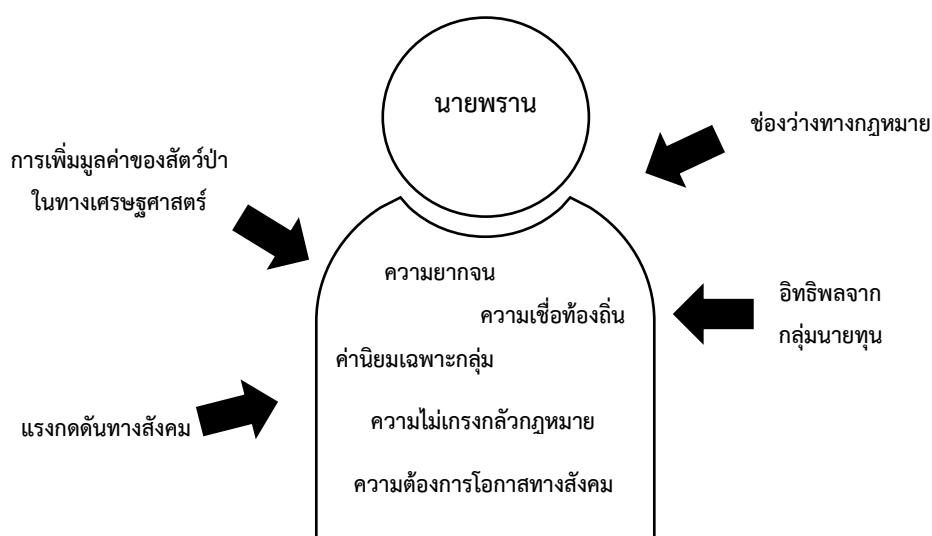 นายพราน
ช่องว่างทางกฎหมาย
การเพิ่มมูลค่าของสัตว์ป่า
ในทางเศรษฐศาสตร์
ความยากจน
ความเชื่อท้องถิ่น
อิทธิพลจาก
กลุ่มนายทุน
ค่านิยมเฉพาะกลุ่ม
แรงกดดันทางสังคม
ความไม่เกรงกลัวกฎหมาย
ความต้องการโอกาสทางสังคม